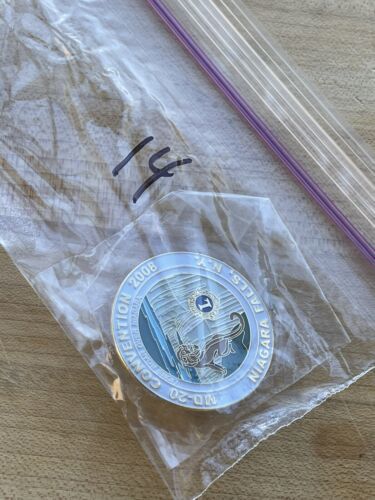 14
MD-20 CONVENTION 2008
NIAGARA FALLS, N.Y.
L